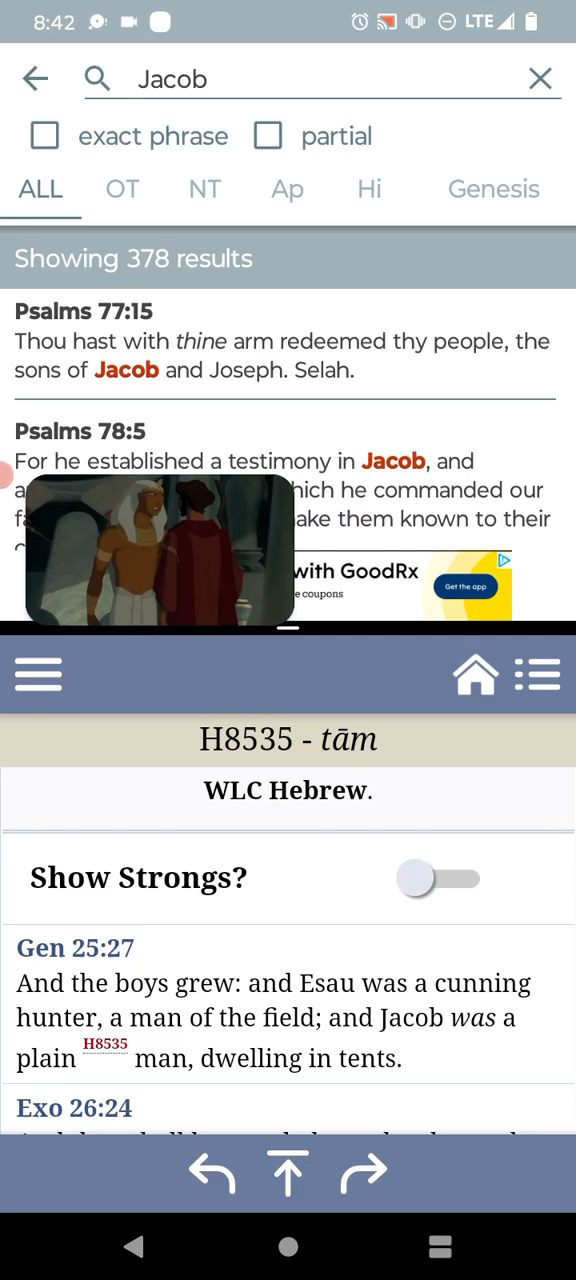 8:42 LTE
Jacob
exact phrase partial
ALL OT NT Ap Hi Genesis
Showing 378 results
Psalms 77:15
Thou hast with thine arm redeemed thy people, the
sons of Jacob and Joseph. Selah.
Psalms 78:5
For he established a testimony in Jacob, and
he commanded our
them known to their
with GoodRx
Get the app
coupons
H8535 - tām
WLC Hebrew.
Show Strongs?
Gen 25:27
And the boys grew: and Esau was a cunning
hunter, a man of the field; and Jacob was a
plain H8535 man, dwelling in tents.
Exo 26:24